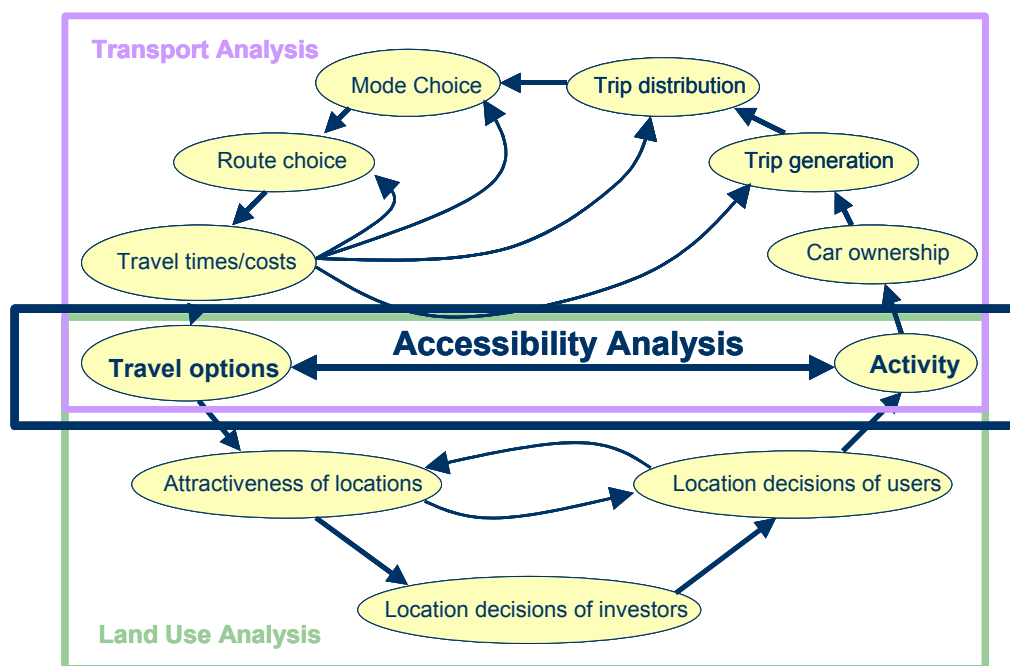 Transport Analysis
Mode Choice
Trip distribution
Route choice
Trip generation
Travel times/costs
Car ownership
Accessibility Analysis
Travel options
Activity
Attractiveness of locations
Location decisions of users
Location decisions of investors
Land Use Analysis